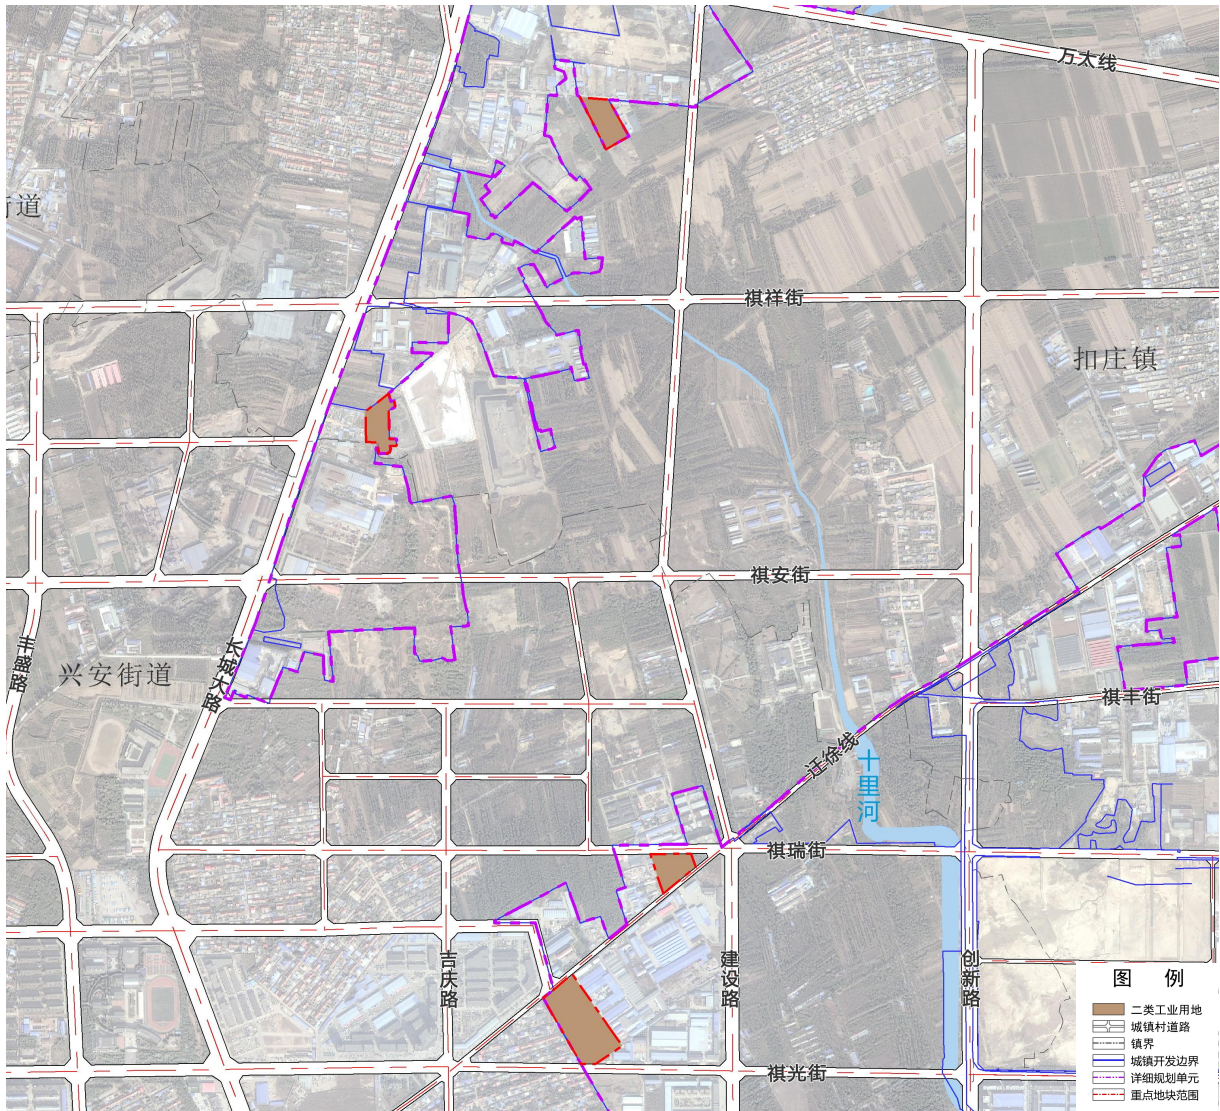 万太线
街道
祺祥街
扣庄镇
祺安街
丰盛路
长城大路
兴安街道
祺丰街
迁徐线
十里河
祺瑞街
吉庆路
建设路
创新路
祺光街
图 例
二类工业用地
城镇村道路
镇界
城镇开发边界
详细规划单元
重点地块范围